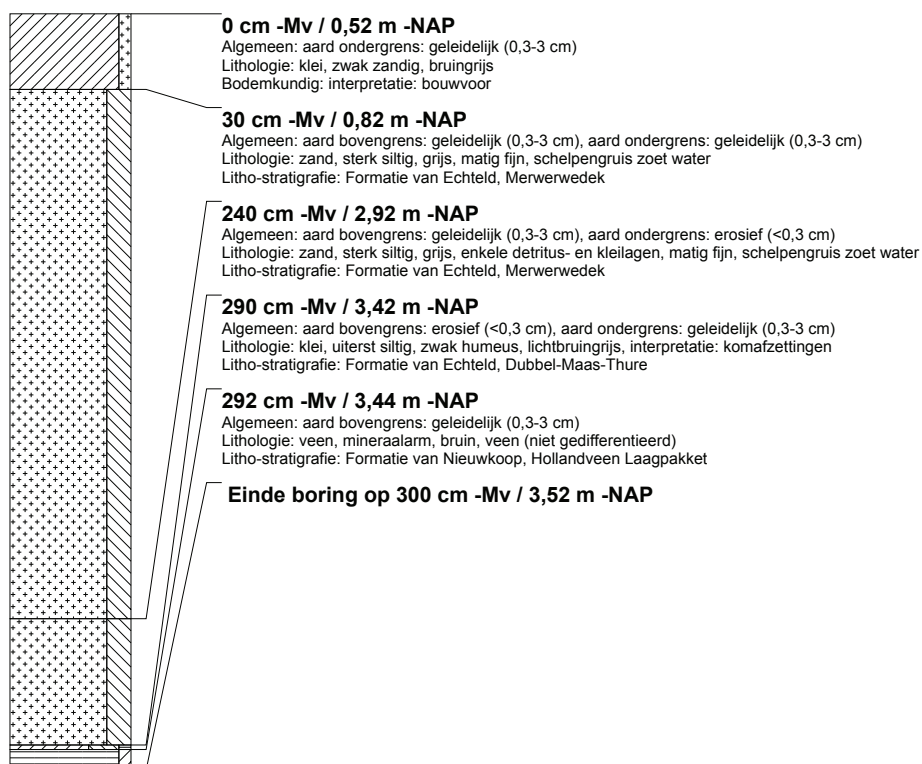 0 cm -Mv / 0,52 m -NAP
Algemeen: aard ondergrens: geleidelijk (0,3-3 cm)
Lithologie: klei, zwak zandig, bruingrijs
Bodemkundig: interpretatie: bouwvoor
30 cm -Mv / 0,82 m -NAP
Algemeen: aard bovengrens: geleidelijk (0,3-3 cm), aard ondergrens: geleidelijk (0,3-3 cm)
Lithologie: zand, sterk siltig, grijs, matig fijn, schelpengruis zoet water
Litho-stratigrafie: Formatie van Echteld, Merwerwedek
240 cm -Mv / 2,92 m -NAP
Algemeen: aard bovengrens: geleidelijk (0,3-3 cm), aard ondergrens: erosief (<0,3 cm)
Lithologie: zand, sterk siltig, grijs, enkele detritus- en kleilagen, matig fijn, schelpengruis zoet water
Litho-stratigrafie: Formatie van Echteld, Merwerwedek
290 cm -Mv / 3,42 m -NAP
Algemeen: aard bovengrens: erosief (<0,3 cm), aard ondergrens: geleidelijk (0,3-3 cm)
Lithologie: klei, uiterst siltig, zwak humeus, lichtbruingrijs, interpretatie: komafzettingen
Litho-stratigrafie: Formatie van Echteld, Dubbel-Maas-Thure
292 cm -Mv / 3,44 m -NAP
Algemeen: aard bovengrens: geleidelijk (0,3-3 cm)
Lithologie: veen, mineraalarm, bruin, veen (niet gedifferentieerd)
Litho-stratigrafie: Formatie van Nieuwkoop, Hollandveen Laagpakket
Einde boring op 300 cm -Mv / 3,52 m -NAP